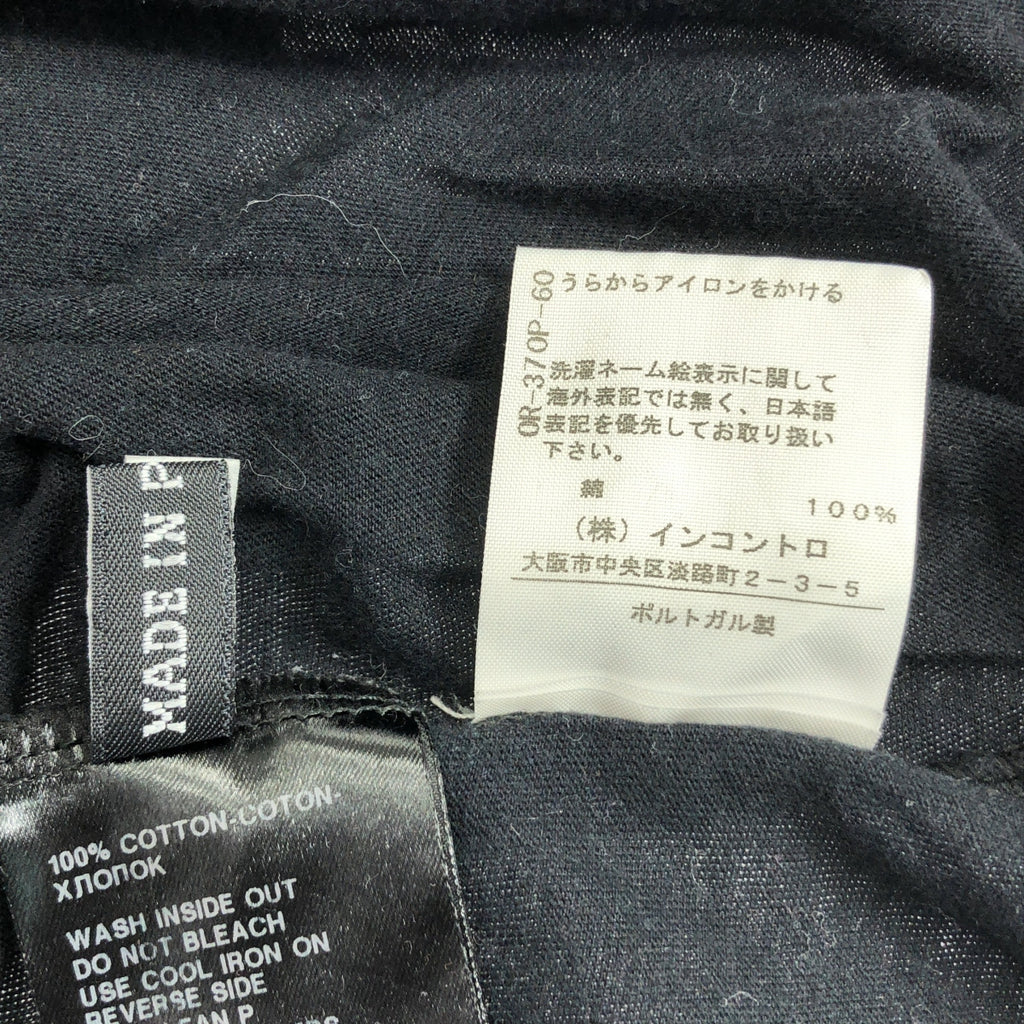 うらからアイロンをかける
OR-370P-60
洗濯ネーム絵表示に関して
海外表記では無く、日本語
表記を優先してお取り扱い
下さい。
綿 100%
(株)インコントロ
大阪市中央区淡路町2-3-5
ポルトガル製
MADE IN P
100% COTTON-COTON-
ХЛОПОК
WASH INSIDE OUT
DO NOT BLEACH
USE COOL IRON ON
REVERSE SIDE